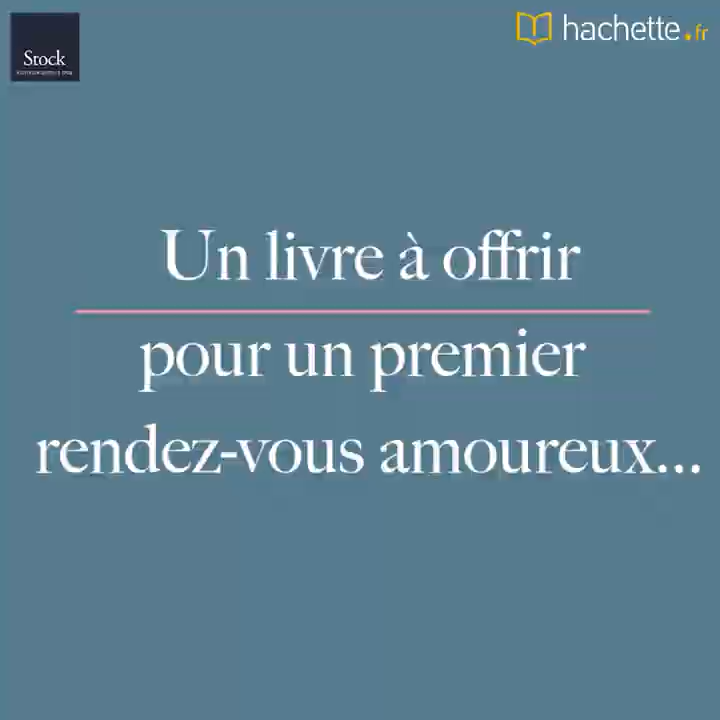 Stock
hachette.fr
Un livre à offrir
pour un premier
rendez-vous amoureux...